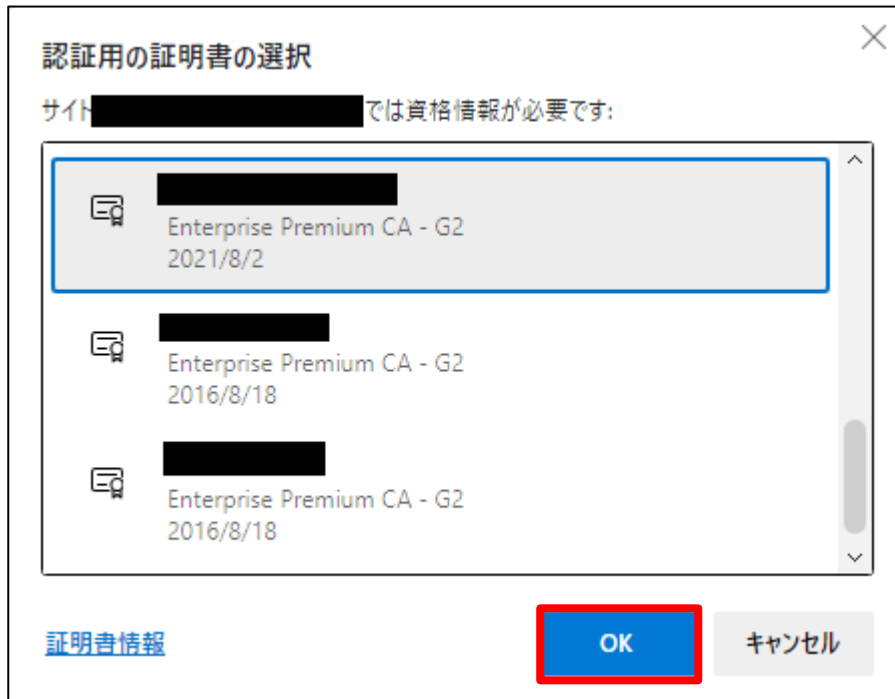 認証用の証明書の選択
サイト では資格情報が必要です:
Enterprise Premium CA - G2
2021/8/2
Enterprise Premium CA - G2
2016/8/18
Enterprise Premium CA - G2
2016/8/18
証明書情報
OK
キャンセル